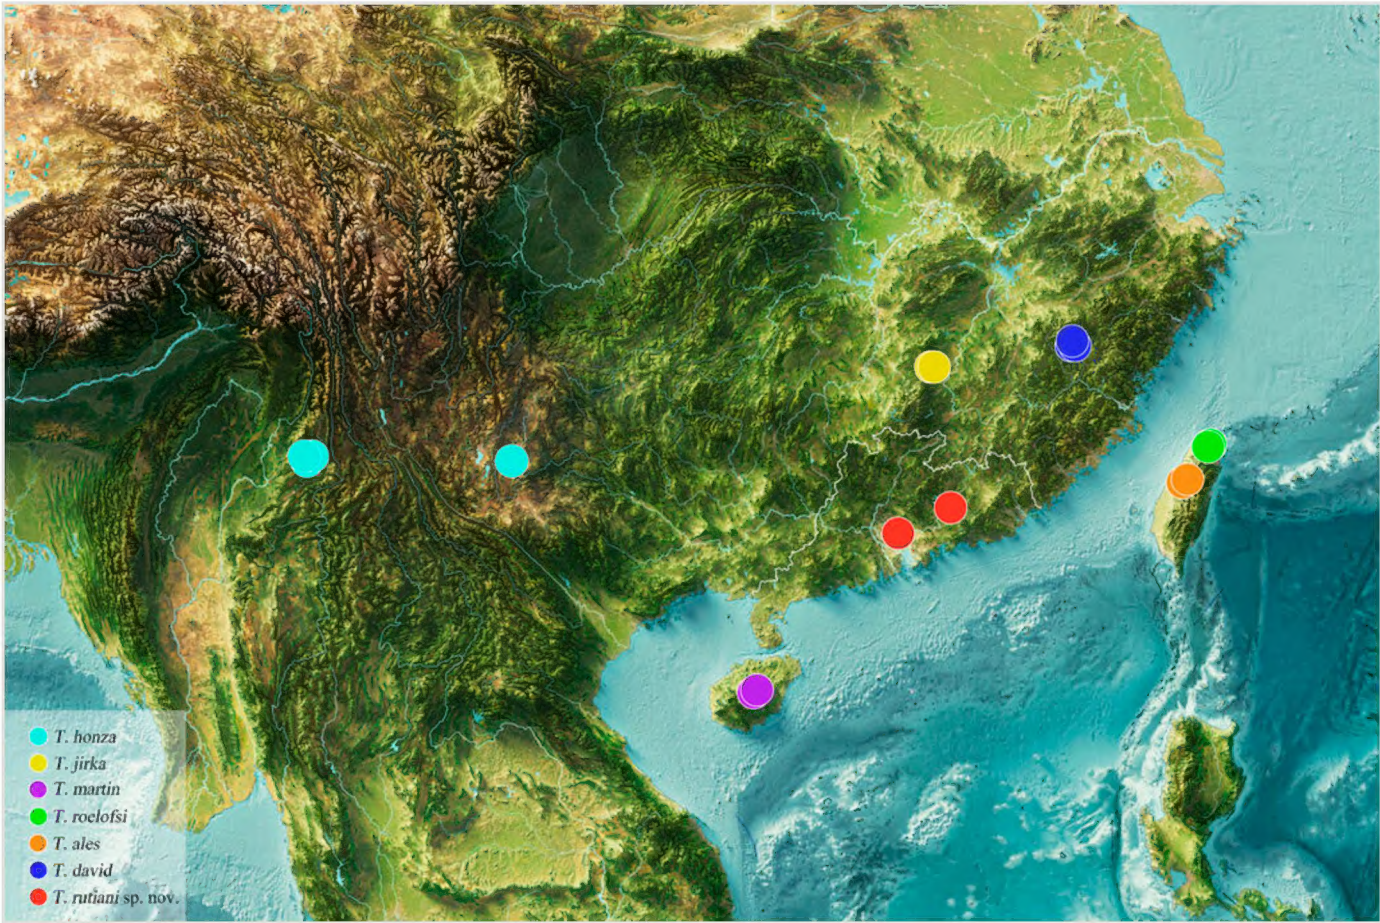 T. honza
T. jirka
T. martin
T. roelofsi
T. ales
T. david
T. rutiani sp. nov.